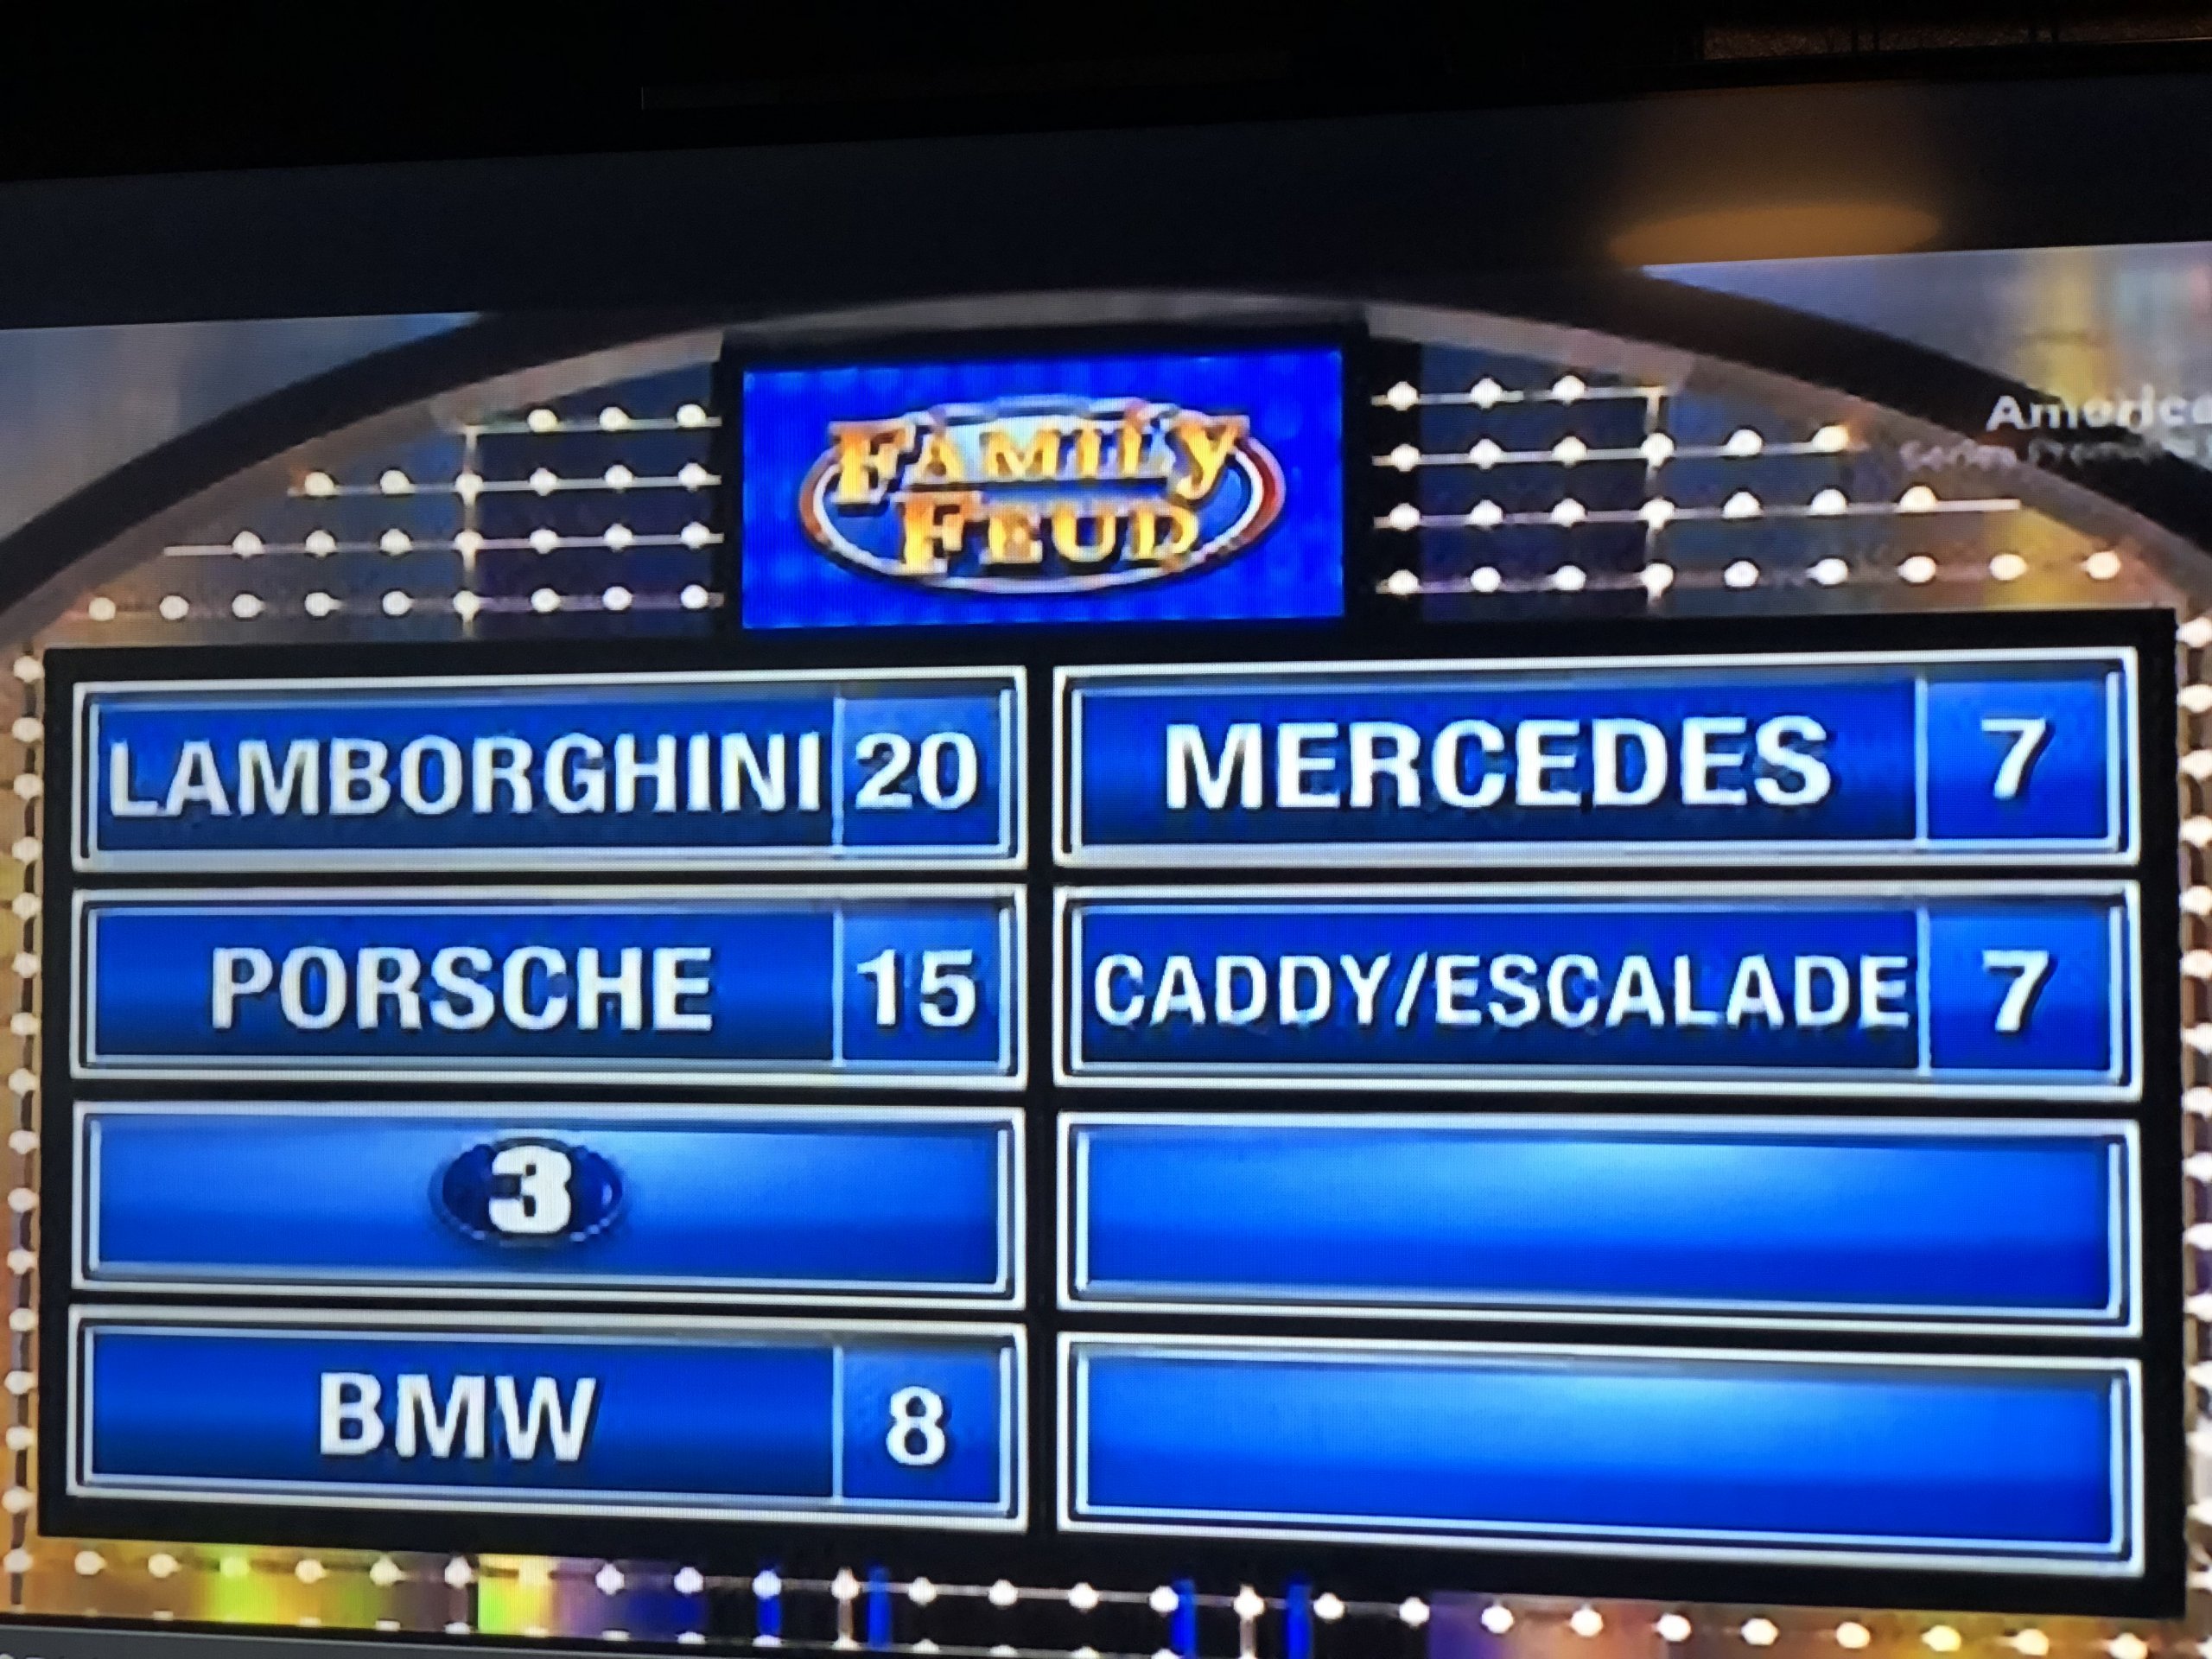 FAMILY
FEUD
LAMBORGHINI 20
PORSCHE 15
3
BMW 8
MERCEDES 7
CADDY/ESCALADE 7